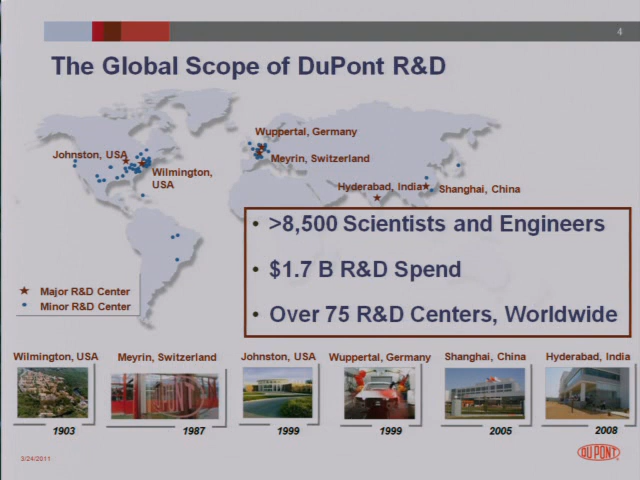 4
The Global Scope of DuPont R&D
Wuppertal, Germany
Johnston, USA
Meyrin, Switzerland
Wilmington,
USA
Hyderabad, India
Shanghai, China
• >8,500 Scientists and Engineers
• $1.7 B R&D Spend
• Over 75 R&D Centers, Worldwide
Major R&D Center
Minor R&D Center
Wilmington, USA
Meyrin, Switzerland
Johnston, USA
Wuppertal, Germany
Shanghai, China
Hyderabad, India
DUPONT
1903
1987
1999
1999
2005
2008
3/24/2011
DUPONT